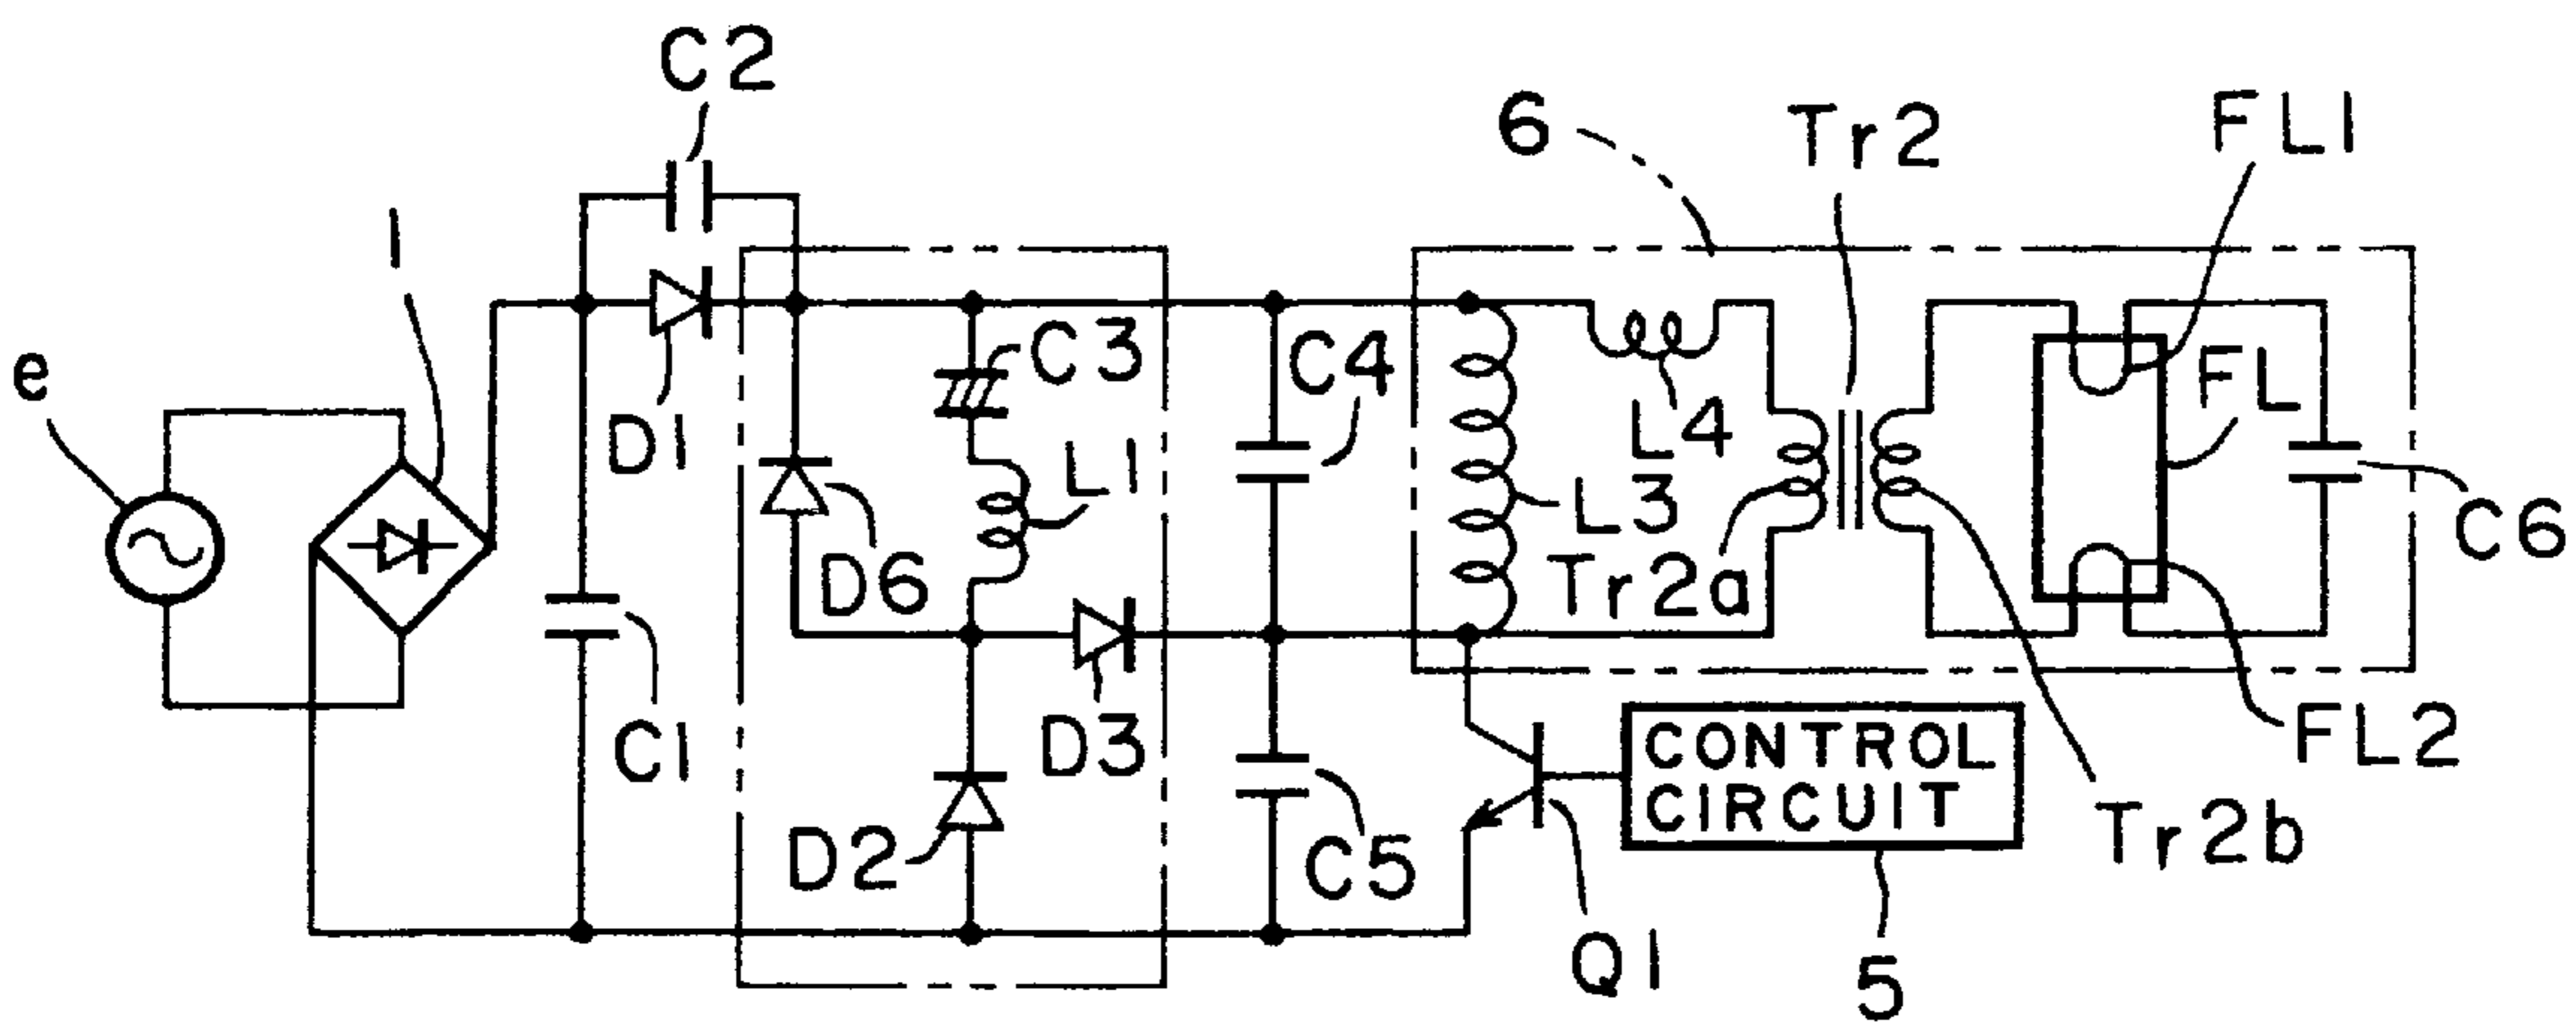 C2
6
Tr2
FL1
1
e
D1
C3
C4
L4
FL
L1
L3
D6
Tr2a
C6
C1
D3
CONTROL
CIRCUIT
FL2
D2
C5
Tr2b
Q1
5